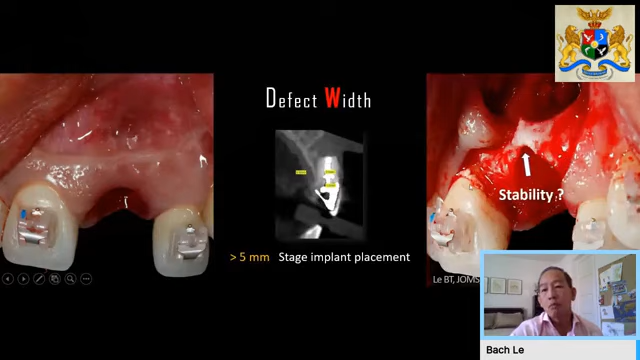 Defect Width
> 5 mm Stage implant placement
Stability ?
Le BT, JOMS
Bach Le